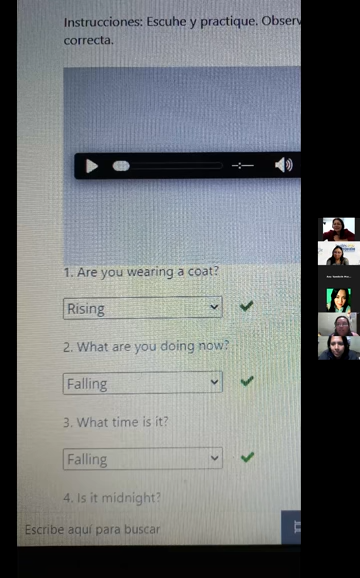 Instrucciones: Escuhe y practique. Observ
correcta.
1. Are you wearing a coat?
Rising
2. What are you doing now?
Falling
3. What time is it?
Falling
4. Is it midnight?
Escribe aquí para buscar